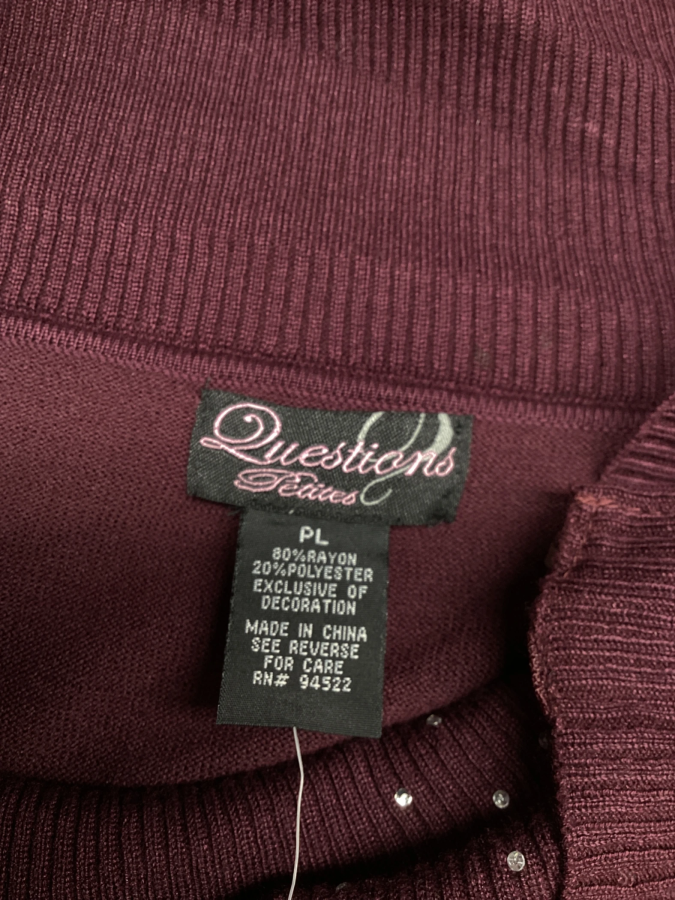 Questions
Petites
PL
80%RAYON
20%POLYESTER
EXCLUSIVE OF
DECORATION
MADE IN CHINA
SEE REVERSE
FOR CARE
RN# 94522